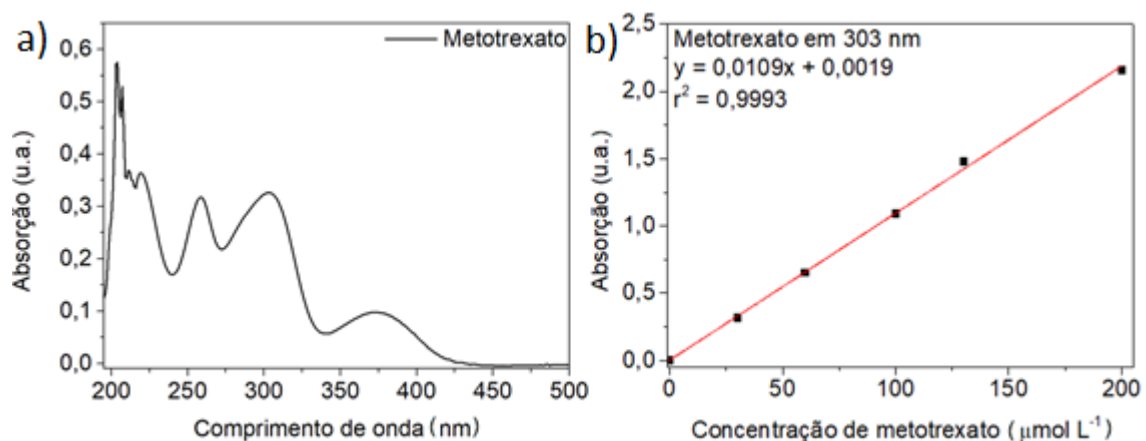 a)
Metotrexato
0,6
0,5
0,4
0,3
0,2
0,1
0,0
Absorção (u.a.)
200 250 300 350 400 450 500
Comprimento de onda (nm)
b)
Metotrexato em 303 nm
y = 0,0109x + 0,0019
r² = 0,9993
2,5
2,0
1,5
1,0
0,5
0,0
Absorção (u.a.)
0 50 100 150 200
Concentração de metotrexato ( μmol L⁻¹)